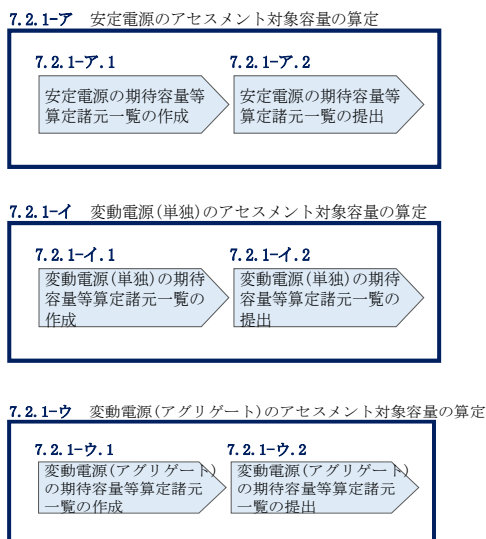 7.2.1-ア 安定電源のアセスメント対象容量の算定
7.2.1-ア.1
安定電源の期待容量等
算定諸元一覧の作成
7.2.1-ア.2
安定電源の期待容量等
算定諸元一覧の提出
7.2.1-イ 変動電源(単独)のアセスメント対象容量の算定
7.2.1-イ.1
変動電源(単独)の期待
容量等算定諸元一覧の
作成
7.2.1-イ.2
変動電源(単独)の期待
容量等算定諸元一覧の
提出
7.2.1-ウ 変動電源(アグリゲート)のアセスメント対象容量の算定
7.2.1-ウ.1
変動電源(アグリゲート)
の期待容量等算定諸元
一覧の作成
7.2.1-ウ.2
変動電源(アグリゲート)
の期待容量等算定諸元
一覧の提出